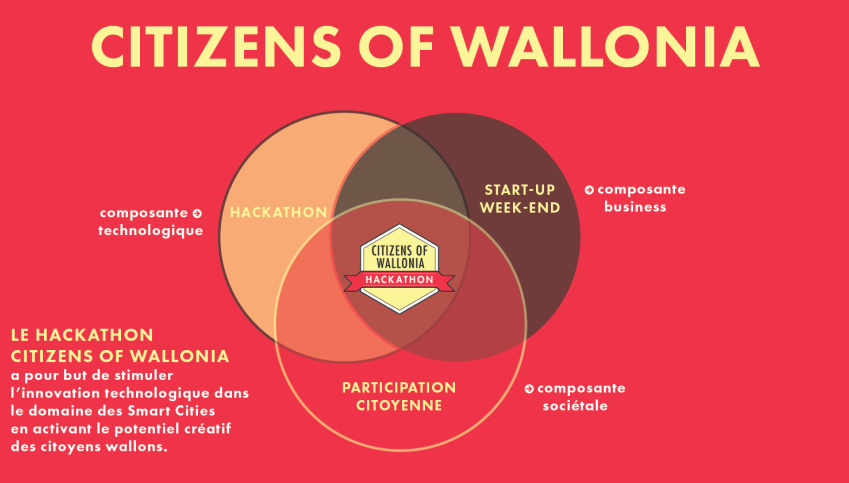 CITIZENS OF WALLONIA
HACKATHON
START-UP
WEEK-END
composante
business
composante
technologique
CITIZENS OF
WALLONIA
HACKATHON
LE HACKATHON
CITIZENS OF WALLONIA
a pour but de stimuler
l'innovation technologique dans
le domaine des Smart Cities
en activant le potentiel créatif
des citoyens wallons.
PARTICIPATION
CITOYENNE
composante
sociétale